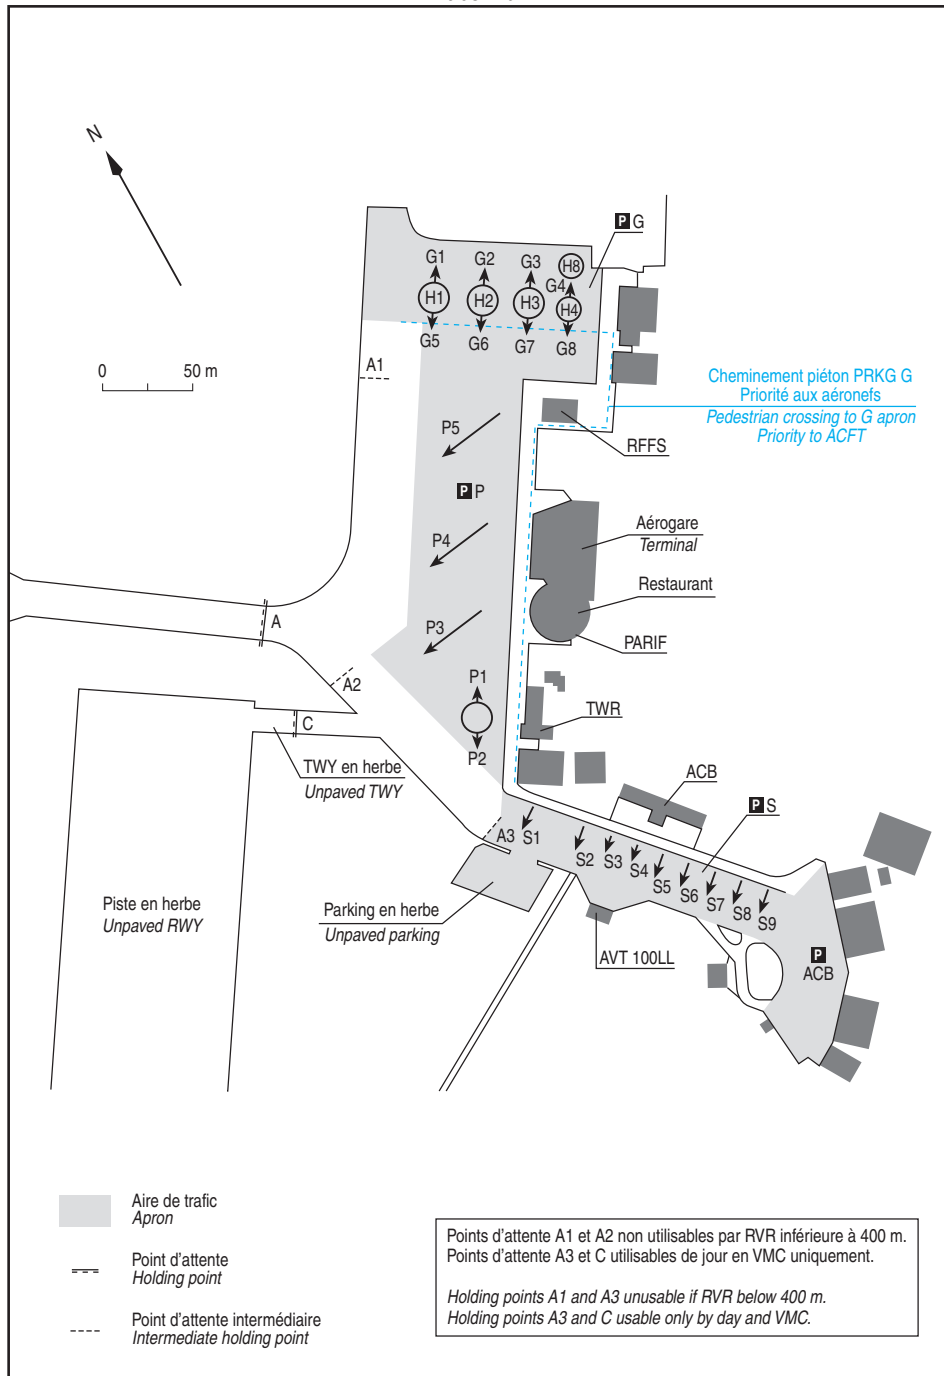 N
P G
G1
G2
G3
H8
G4
H1
H2
H3
H4
G5
G6
G7
G8
0
50 m
A1
Cheminement piéton PRKG G
Priorité aux aéronefs
Pedestrian crossing to G apron
Priority to ACFT
P5
RFFS
P P
Aérogare
Terminal
P4
Restaurant
A
P3
PARIF
A2
P1
C
TWR
TWY en herbe
Unpaved TWY
P2
ACB
P S
A3
S1
S2
S3
S4
S5
S6
S7
S8
S9
Piste en herbe
Unpaved RWY
Parking en herbe
Unpaved parking
AVT 100LL
P
ACB
Aire de trafic
Apron
Point d'attente
Holding point
Point d'attente intermédiaire
Intermediate holding point
Points d'attente A1 et A2 non utilisables par RVR inférieure à 400 m.
Points d'attente A3 et C utilisables de jour en VMC uniquement.
Holding points A1 and A3 unusable if RVR below 400 m.
Holding points A3 and C usable only by day and VMC.